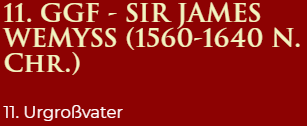 11. GGF - SIR JAMES
WEMYSS (1560-1640 N.
CHR.)
11. Urgroßvater